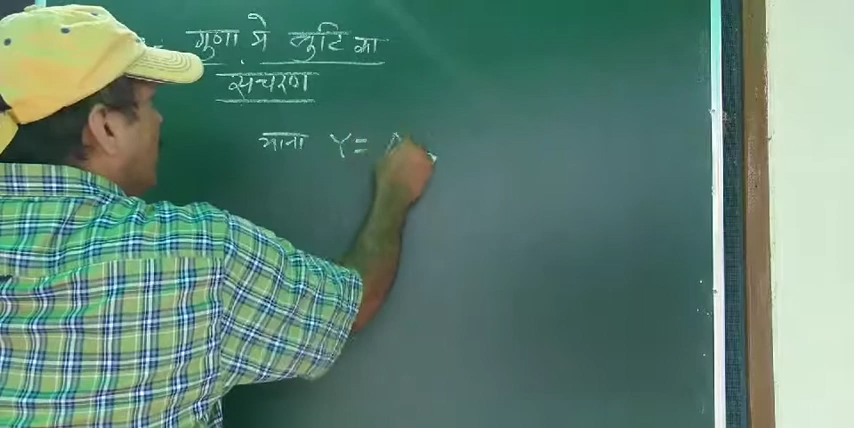 गुणा में त्रुटि का
संचरण
माना Y = A